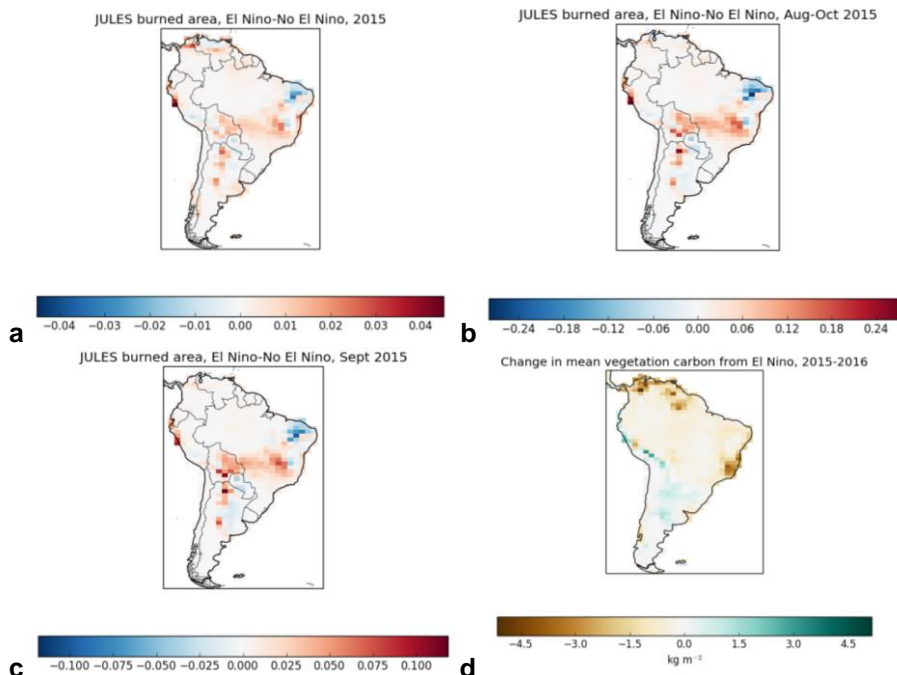 JULES burned area, El Nino-No El Nino, 2015
−0.04 −0.03 −0.02 −0.01 0.00 0.01 0.02 0.03 0.04
a
JULES burned area, El Nino-No El Nino, Aug-Oct 2015
−0.24 −0.18 −0.12 −0.06 0.00 0.06 0.12 0.18 0.24
b
JULES burned area, El Nino-No El Nino, Sept 2015
−0.100 −0.075 −0.050 −0.025 0.000 0.025 0.050 0.075 0.100
c
Change in mean vegetation carbon from El Nino, 2015-2016
−4.5 −3.0 −1.5 0.0 1.5 3.0 4.5
kg m⁻²
d